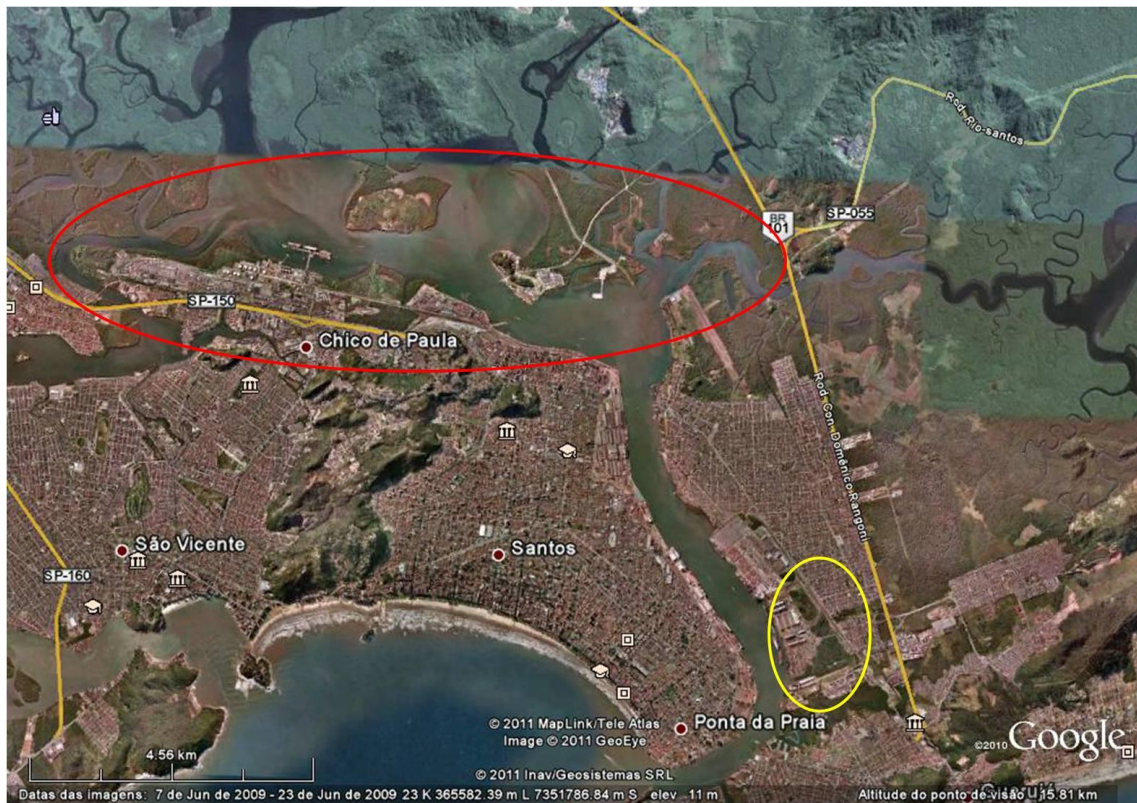 Rod. Rio-santos
SP-055
BR
101
SP-150
Chico de Paula
Rod. Con. Domênico Rangoni
São Vicente
Santos
SP-160
Ponta da Praia
© 2011 MapLink/Tele Atlas
Image © 2011 GeoEye
©2010 Google
4.56 km
© 2011 Inav/Geosistemas SRL
Datas das imagens: 7 de Jun de 2009 - 23 de Jun de 2009 23 K 365582.39 m L 7351786.84 m S elev 11 m
Altitude do ponto de visão 15.81 km